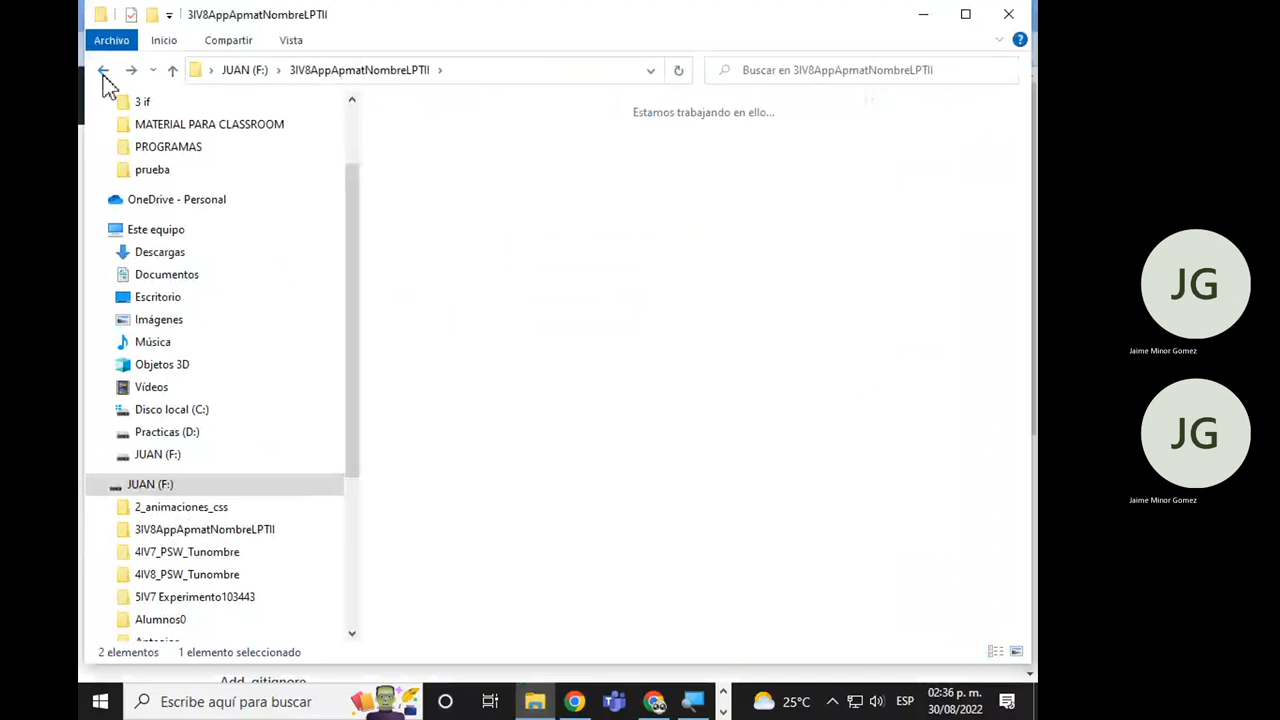 3IV8AppApmatNombreLPTII
Archivo Inicio Compartir Vista
JUAN (F:) 3IV8AppApmatNombreLPTII Buscar en 3IV8AppApmatNombreLPTII
3 if
Estamos trabajando en ello...
MATERIAL PARA CLASSROOM
PROGRAMAS
prueba
OneDrive - Personal
Este equipo
Descargas
Documentos
Escritorio
Imágenes
Música
Objetos 3D
Vídeos
Disco local (C:)
Practicas (D:)
JUAN (F:)
JUAN (F:)
2_animaciones_css
3IV8AppApmatNombreLPTII
4IV7_PSW_Tunombre
4IV8_PSW_Tunombre
5IV7 Experimento103443
Alumnos0
2 elementos 1 elemento seleccionado
Add .gitignore
Escribe aquí para buscar
25°C
ESP
02:36 p. m.
30/08/2022
JG
Jaime Minor Gomez
JG
Jaime Minor Gomez